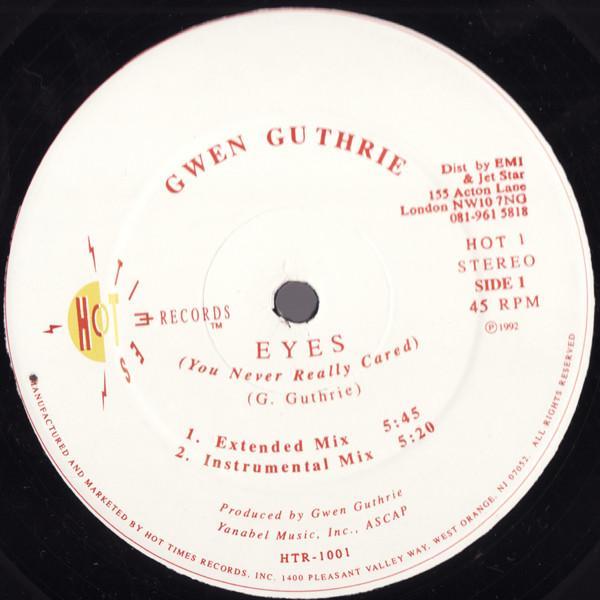 GWEN GUTHRIE
Dist by EMI
& Jet Star
155 Acton Lane
London NW10 7NG
081-961 5818
HOT 1
STEREO
SIDE 1
45 RPM
℗ 1992
HOT TIMES RECORDS™
EYES
(You Never Really Cared)
(G. Guthrie)
1. Extended Mix 5:45
2. Instrumental Mix 5:20
Produced by Gwen Guthrie
Yanabel Music, Inc., ASCAP
HTR-1001
MANUFACTURED AND MARKETED BY HOT TIMES RECORDS, INC. 1400 PLEASANT VALLEY WAY, WEST ORANGE, NJ 07052. ALL RIGHTS RESERVED